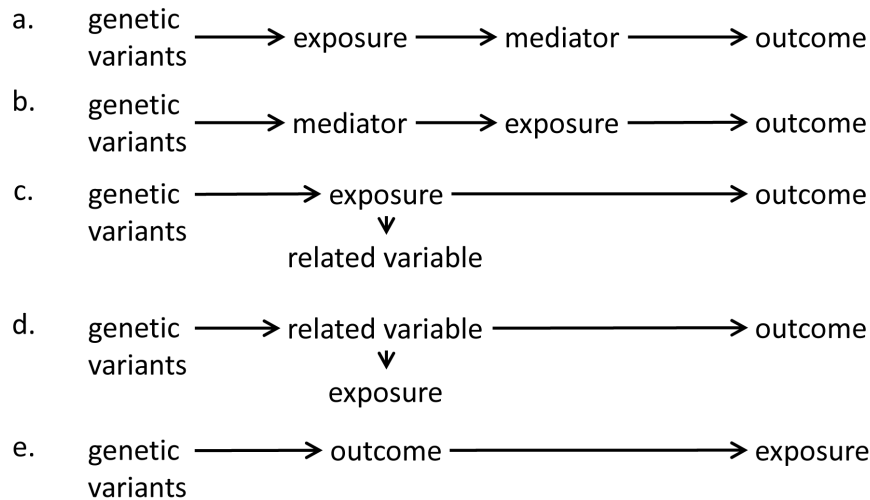 a. genetic variants exposure mediator outcome
b. genetic variants mediator exposure outcome
c. genetic variants exposure outcome
related variable
d. genetic variants related variable outcome
exposure
e. genetic variants outcome exposure